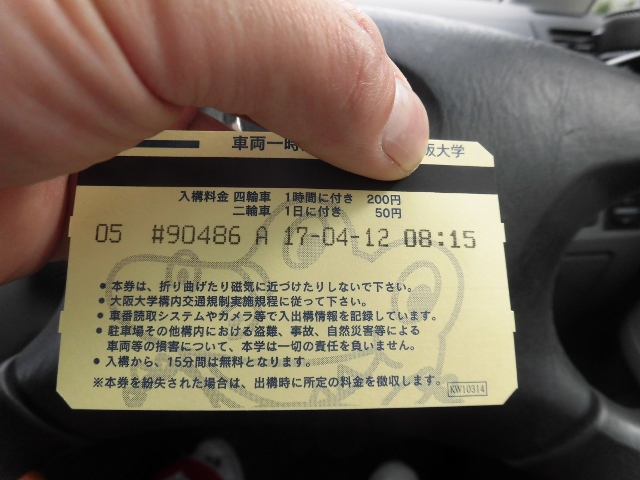 車両一時
阪大学
入構料金 四輪車 1時間に付き 200円
二輪車 1日に付き 50円
05 #90486 A 17-04-12 08:15
● 本券は、折り曲げたり磁気に近づけたりしないで下さい。
● 大阪大学構内交通規制実施規程に従って下さい。
● 車番読取システムやカメラ等で入出構情報を記録しています。
● 駐車場その他構内における盗難、事故、自然災害等による
車両等の損害について、本学は一切の責任を負いません。
● 入構から、15分間は無料となります。
※本券を紛失された場合は、出構時に所定の料金を徴収します。
KW10314